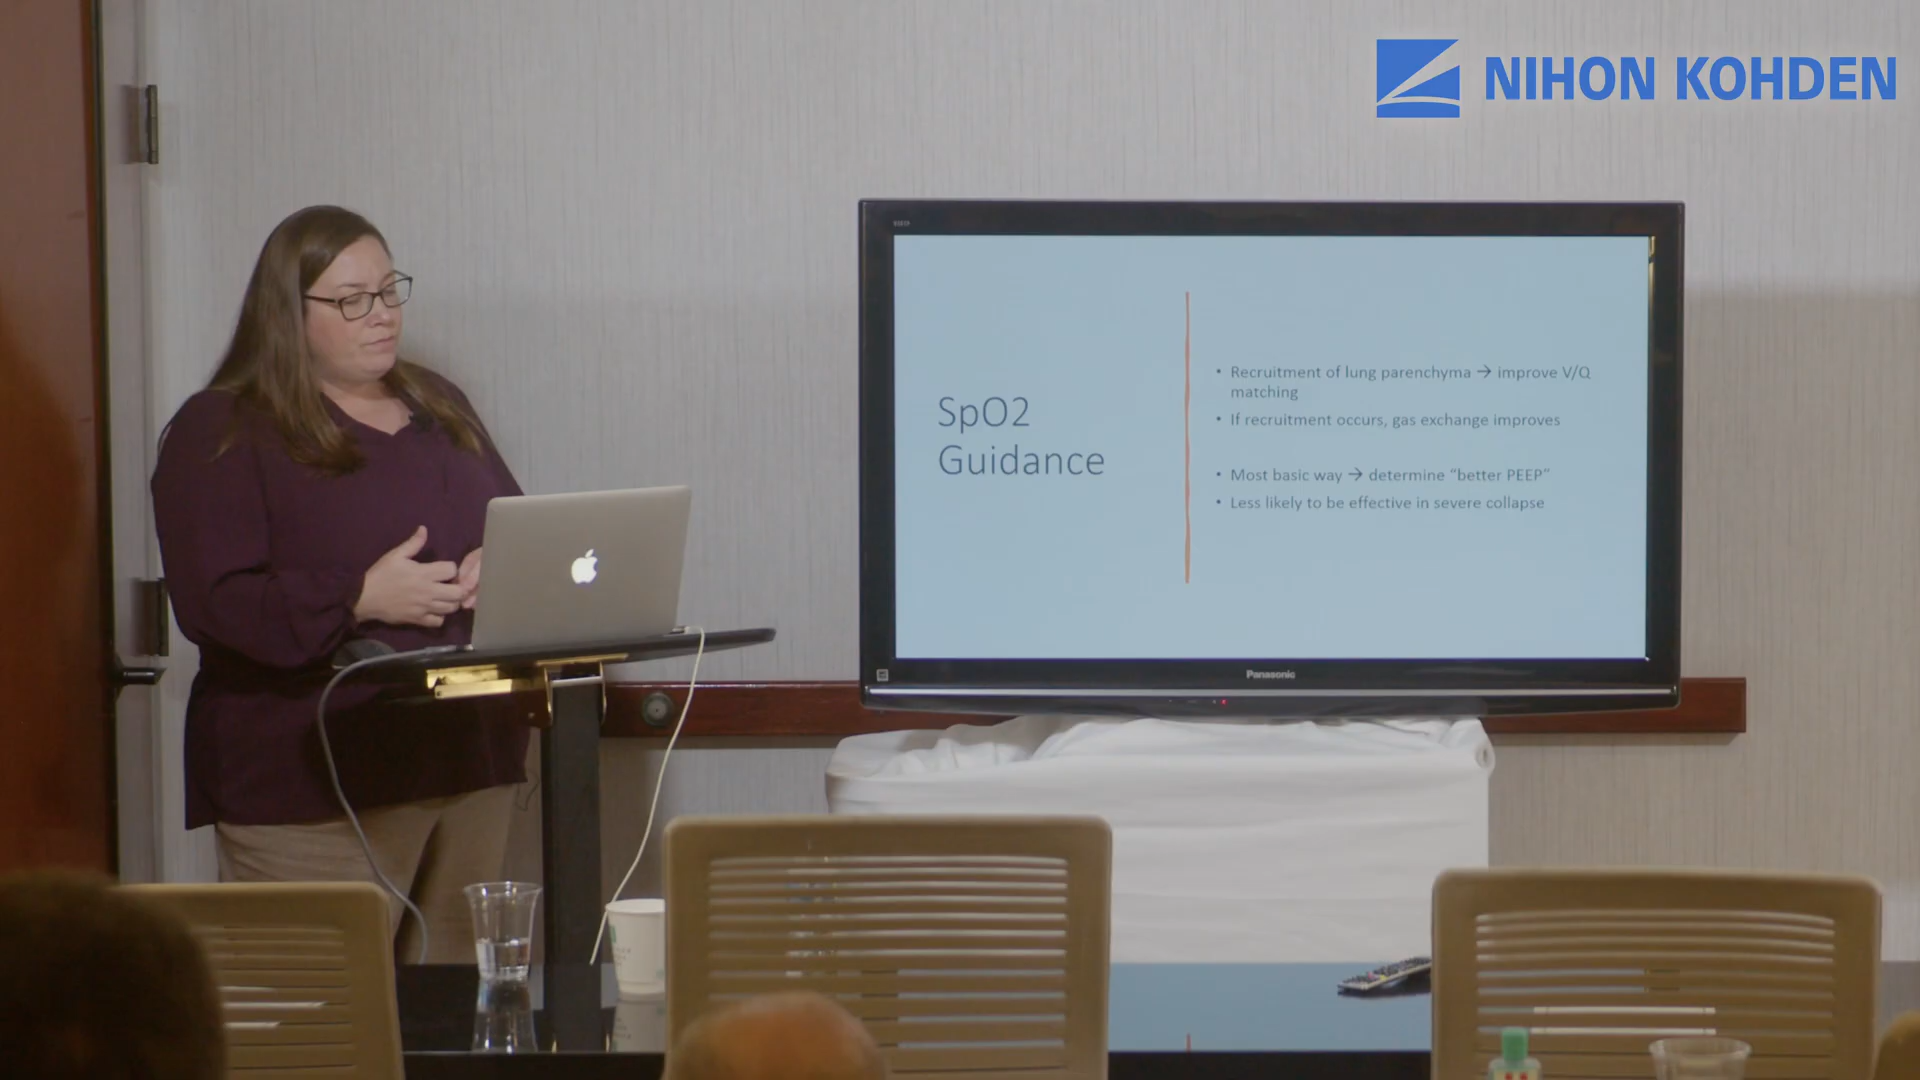 NIHON KOHDEN
SpO2
Guidance
• Recruitment of lung parenchyma → improve V/Q
matching
• If recruitment occurs, gas exchange improves
• Most basic way → determine “better PEEP”
• Less likely to be effective in severe collapse
Panasonic